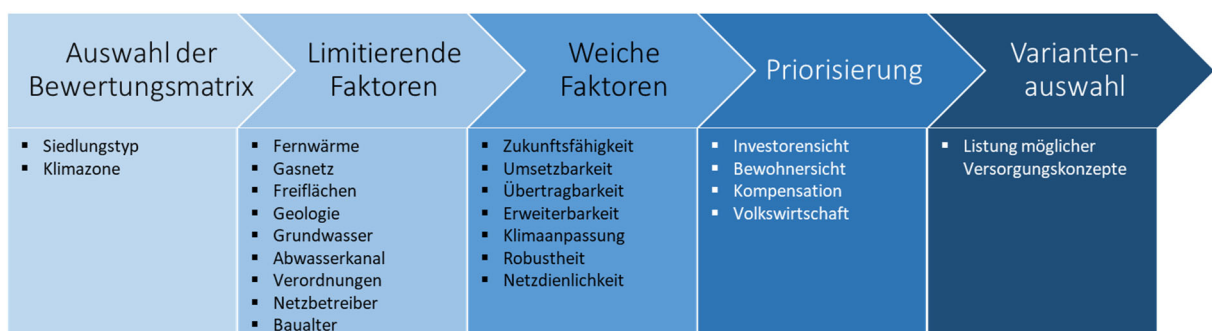 Auswahl der
Bewertungsmatrix
Limitierende
Faktoren
Weiche
Faktoren
Priorisierung
Varianten-
auswahl
▪ Siedlungstyp
▪ Klimazone
▪ Fernwärme
▪ Gasnetz
▪ Freiflächen
▪ Geologie
▪ Grundwasser
▪ Abwasserkanal
▪ Verordnungen
▪ Netzbetreiber
▪ Baualter
▪ Zukunftsfähigkeit
▪ Umsetzbarkeit
▪ Übertragbarkeit
▪ Erweiterbarkeit
▪ Klimaanpassung
▪ Robustheit
▪ Netzdienlichkeit
▪ Investorensicht
▪ Bewohnersicht
▪ Kompensation
▪ Volkswirtschaft
▪ Listung möglicher
Versorgungskonzepte